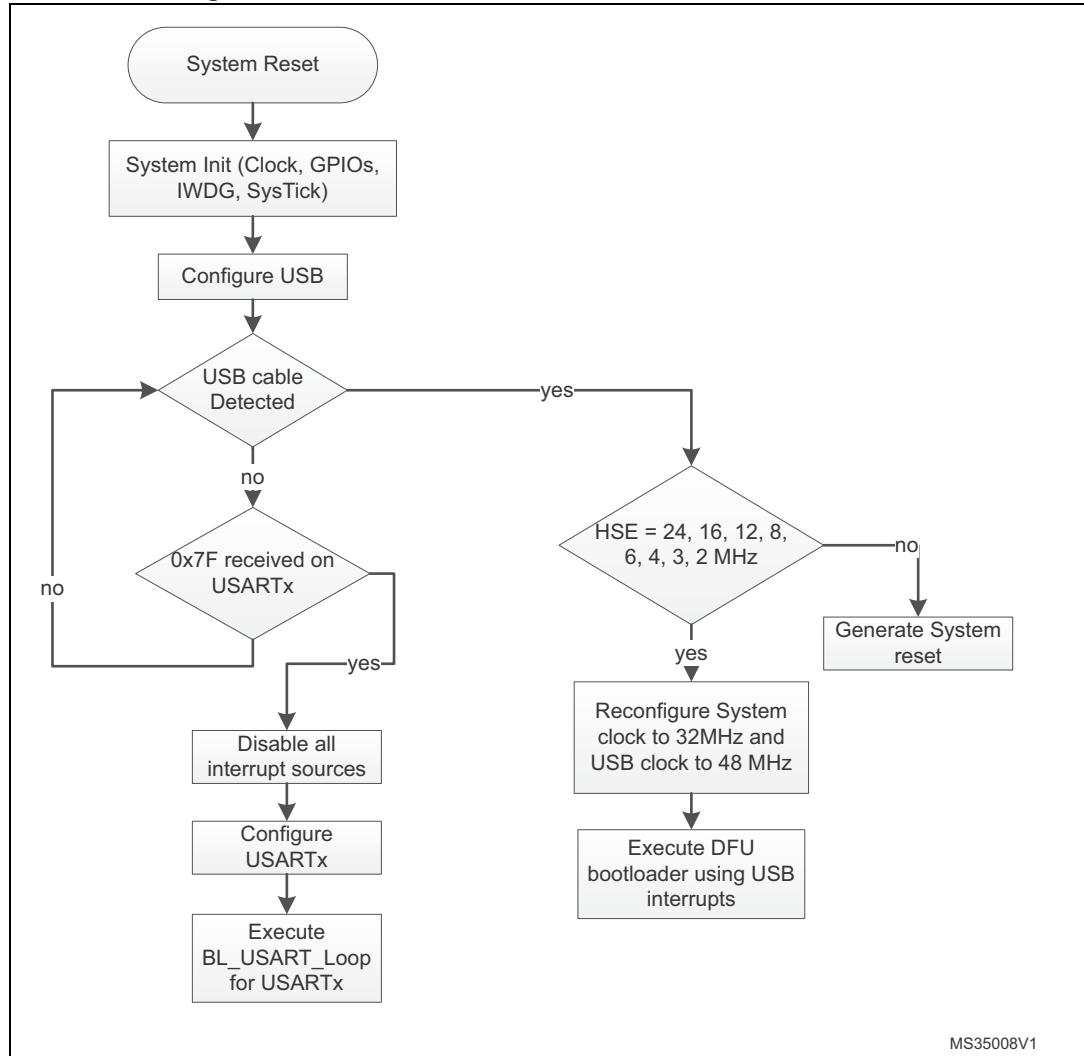 System Reset
System Init (Clock, GPIOs,
IWDG, SysTick)
Configure USB
USB cable
Detected
yes
no
0x7F received on
USARTx
no
yes
Disable all
interrupt sources
Configure
USARTx
Execute
BL_USART_Loop
for USARTx
HSE = 24, 16, 12, 8,
6, 4, 3, 2 MHz
no
Generate System
reset
yes
Reconfigure System
clock to 32MHz and
USB clock to 48 MHz
Execute DFU
bootloader using USB
interrupts
MS35008V1